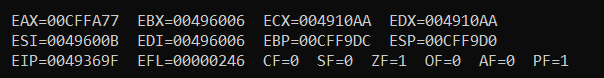 EAX=00CFFA77  EBX=00496006  ECX=004910AA  EDX=004910AA
ESI=0049600B  EDI=00496006  EBP=00CFF9DC  ESP=00CFF9D0
EIP=0049369F  EFL=00000246  CF=0  SF=0  ZF=1  OF=0  AF=0  PF=1